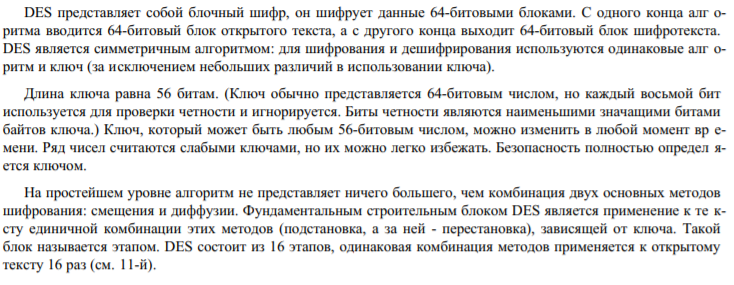 DES представляет собой блочный шифр, он шифрует данные 64-битовыми блоками. С одного конца алг о-
ритма вводится 64-битовый блок открытого текста, а с другого конца выходит 64-битовый блок шифротекста.
DES является симметричным алгоритмом: для шифрования и дешифрирования используются одинаковые алг о-
ритм и ключ (за исключением небольших различий в использовании ключа).
Длина ключа равна 56 битам. (Ключ обычно представляется 64-битовым числом, но каждый восьмой бит
используется для проверки четности и игнорируется. Биты четности являются наименьшими значащими битами
байтов ключа.) Ключ, который может быть любым 56-битовым числом, можно изменить в любой момент вр е-
мени. Ряд чисел считаются слабыми ключами, но их можно легко избежать. Безопасность полностью определ я-
ется ключом.
На простейшем уровне алгоритм не представляет ничего большего, чем комбинация двух основных методов
шифрования: смещения и диффузии. Фундаментальным строительным блоком DES является применение к те к-
сту единичной комбинации этих методов (подстановка, а за ней - перестановка), зависящей от ключа. Такой
блок называется этапом. DES состоит из 16 этапов, одинаковая комбинация методов применяется к открытому
тексту 16 раз (см. 11-й).